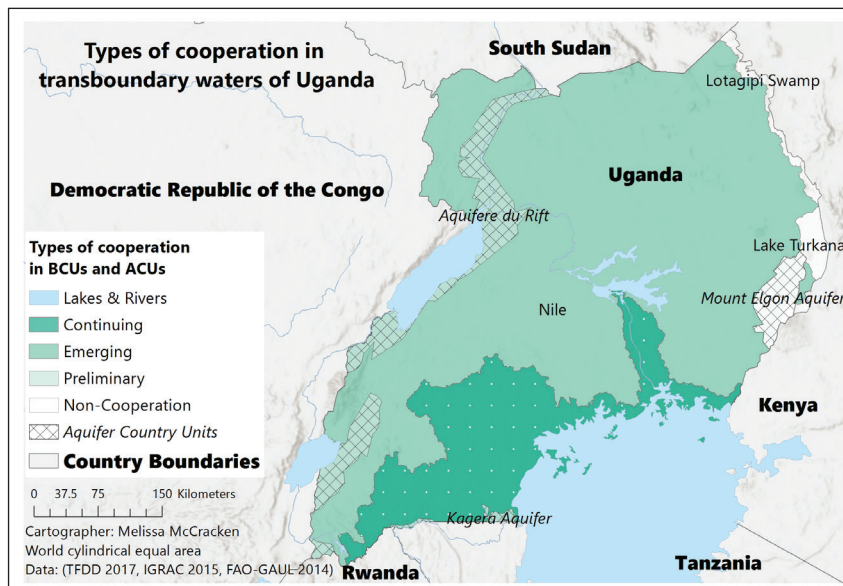 Types of cooperation in
transboundary waters of Uganda
South Sudan
Lotagipi Swamp
Uganda
Democratic Republic of the Congo
Aquifere du Rift
Lake Turkana
Mount Elgon Aquifer
Nile
Kenya
Kagera Aquifer
Tanzania
Rwanda
Types of cooperation
in BCUs and ACUs
Lakes & Rivers
Continuing
Emerging
Preliminary
Non-Cooperation
Aquifer Country Units
Country Boundaries
0 37.5 75 150 Kilometers
Cartographer: Melissa McCracken
World cylindrical equal area
Data: (TFDD 2017, IGRAC 2015, FAO-GAUL 2014)